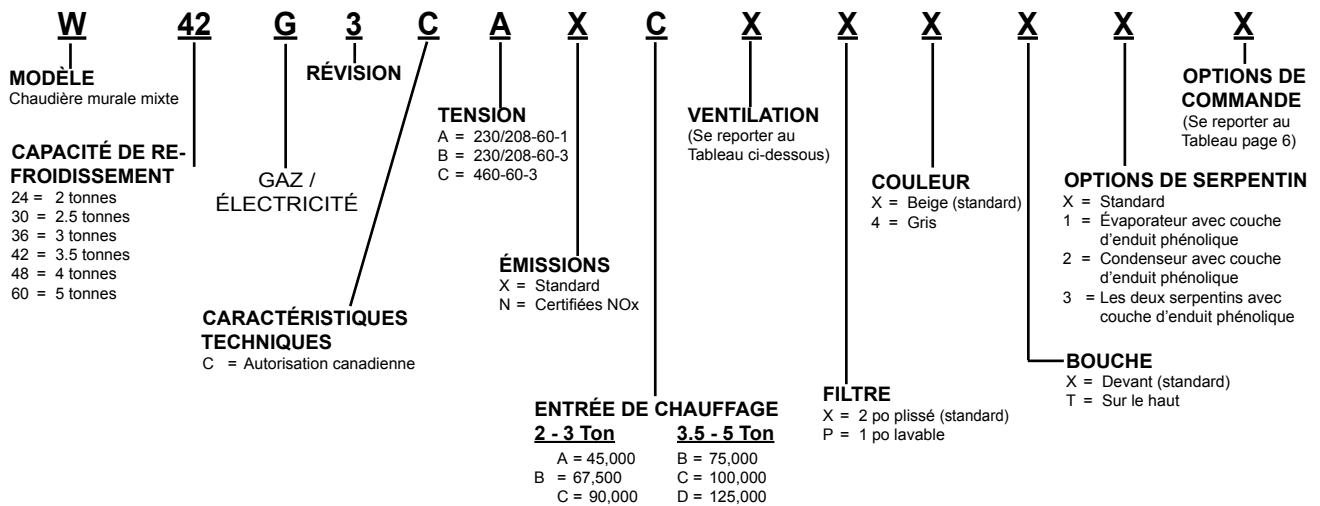 W 42 G 3 C A X C X X X X X X
MODÈLE
Chaudière murale mixte
CAPACITÉ DE RE-
FROIDISSEMENT
24 = 2 tonnes
30 = 2.5 tonnes
36 = 3 tonnes
42 = 3.5 tonnes
48 = 4 tonnes
60 = 5 tonnes
GAZ /
ÉLECTRICITÉ
RÉVISION
CARACTÉRISTIQUES
TECHNIQUES
C = Autorisation canadienne
TENSION
A = 230/208-60-1
B = 230/208-60-3
C = 460-60-3
ÉMISSIONS
X = Standard
N = Certifiées NOx
ENTRÉE DE CHAUFFAGE
2 - 3 Ton
A = 45,000
B = 67,500
C = 90,000
3.5 - 5 Ton
B = 75,000
C = 100,000
D = 125,000
VENTILATION
(Se reporter au
Tableau ci-dessous)
FILTRE
X = 2 po plissé (standard)
P = 1 po lavable
COULEUR
X = Beige (standard)
4 = Gris
BOUCHE
X = Devant (standard)
T = Sur le haut
OPTIONS DE SERPENTIN
X = Standard
1 = Évaporateur avec couche
d'enduit phénolique
2 = Condenseur avec couche
d'enduit phénolique
3 = Les deux serpentins avec
couche d'enduit phénolique
OPTIONS DE
COMMANDE
(Se reporter au
Tableau page 6)